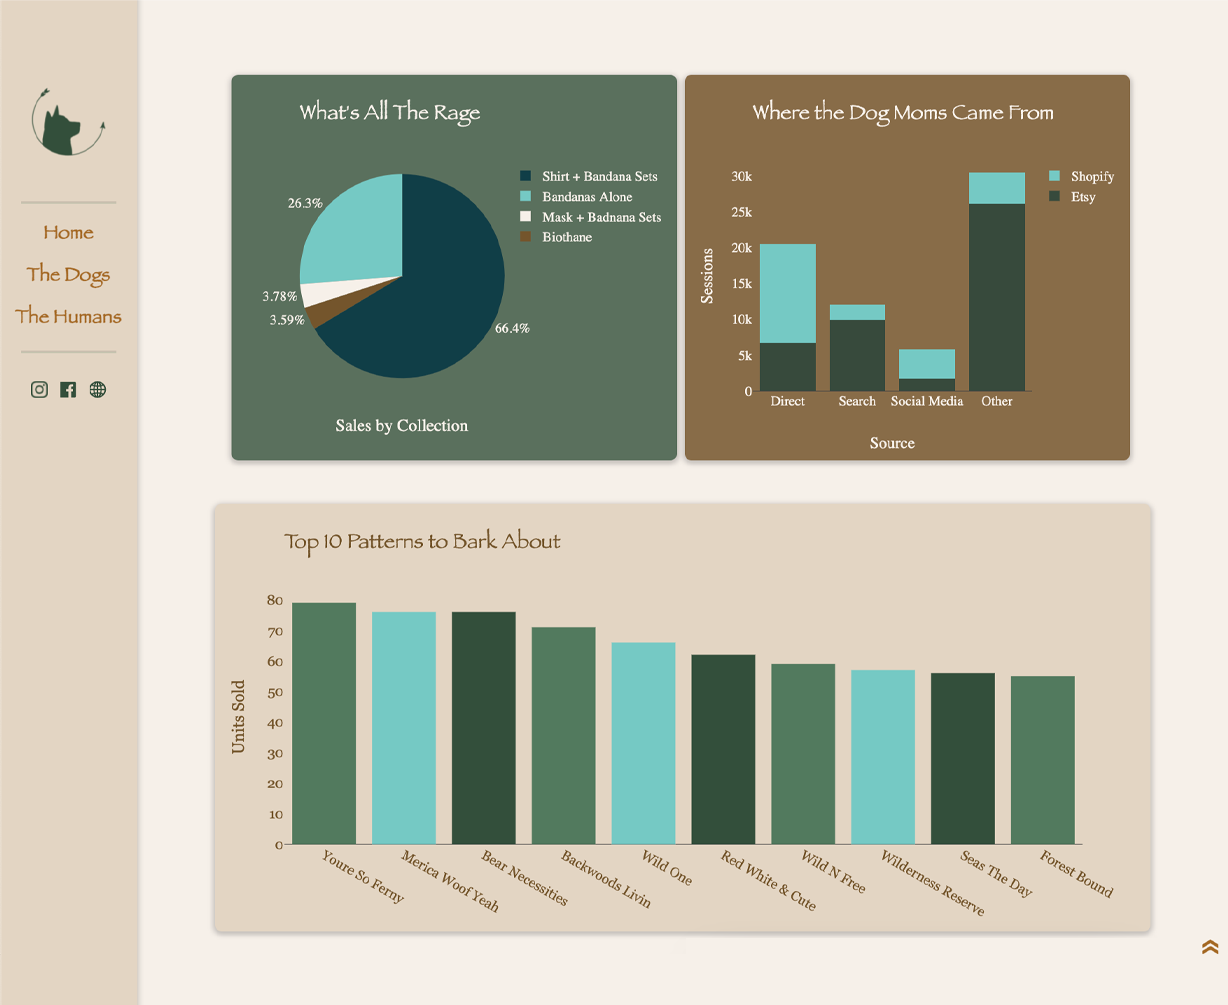 Home
The Dogs
The Humans
What's All The Rage
Shirt + Bandana Sets
Bandanas Alone
Mask + Badnana Sets
Biothane
26.3%
3.78%
3.59%
66.4%
Sales by Collection
Where the Dog Moms Came From
Shopify
Etsy
30k
25k
20k
15k
10k
5k
0
Sessions
Direct Search Social Media Other
Source
Top 10 Patterns to Bark About
80
70
60
50
40
30
20
10
0
Units Sold
Youre So Ferny
Merica Woof Yeah
Bear Necessities
Backwoods Livin
Wild One
Red White & Cute
Wild N Free
Wilderness Reserve
Seas The Day
Forest Bound